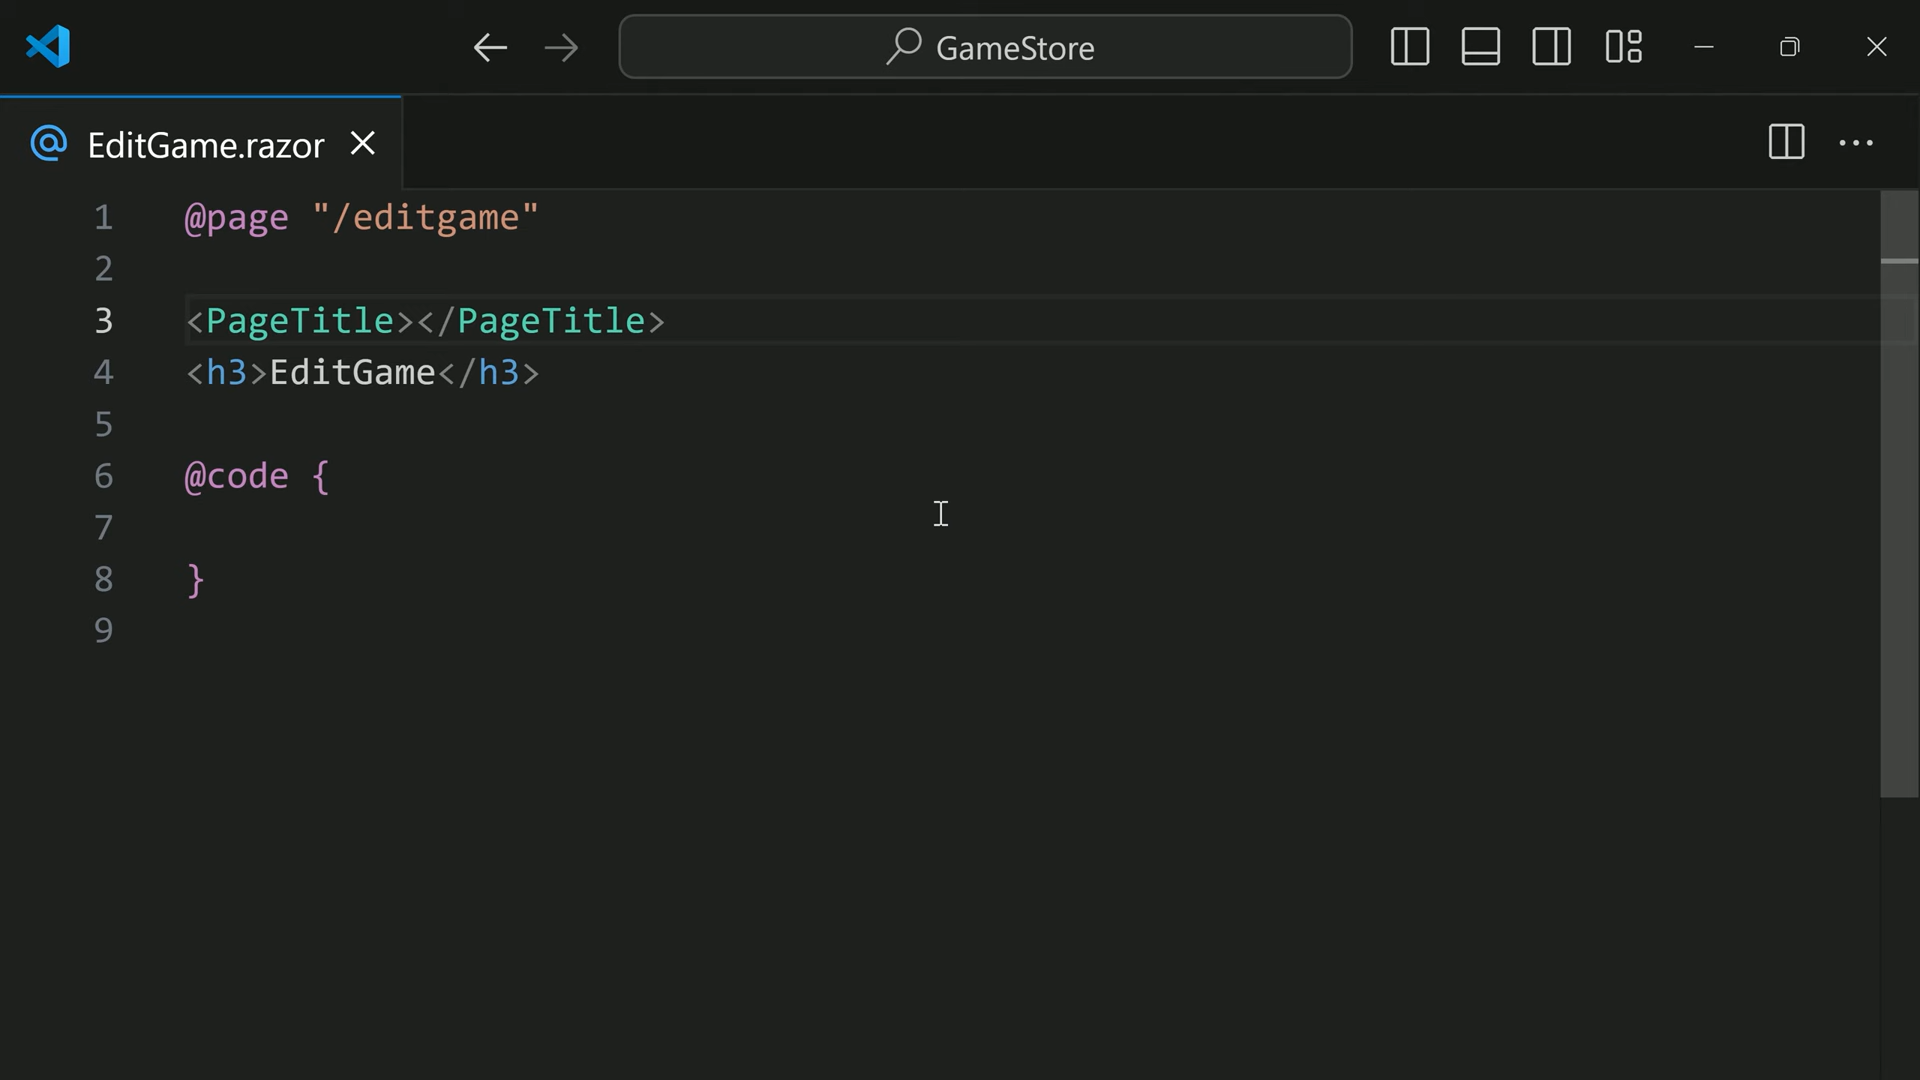 GameStore
EditGame.razor
1 @page "/editgame"
2
3 <PageTitle></PageTitle>
4 <h3>EditGame</h3>
5
6 @code {
7
8 }
9